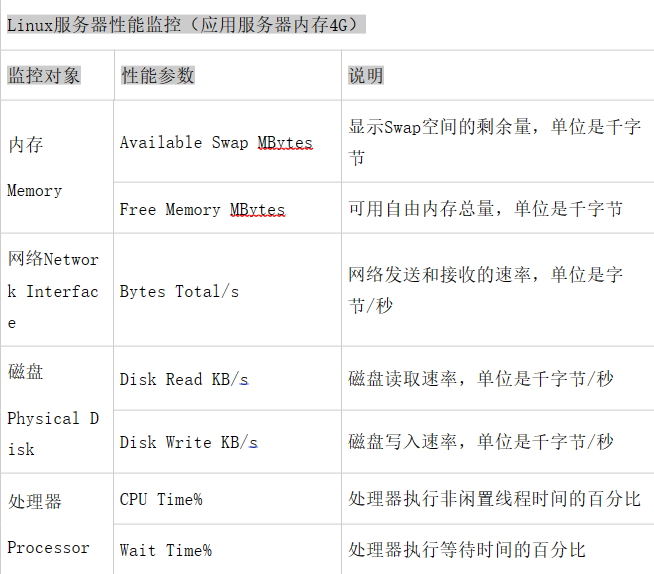 Linux服务器性能监控（应用服务器内存4G）
监控对象
性能参数
说明
内存
Memory
Available Swap MBytes
显示Swap空间的剩余量，单位是千字
节
Free Memory MBytes
可用自由内存总量，单位是千字节
网络Networ
k Interfac
e
Bytes Total/s
网络发送和接收的速率，单位是字
节/秒
磁盘
Physical D
isk
Disk Read KB/s
磁盘读取速率，单位是千字节/秒
Disk Write KB/s
磁盘写入速率，单位是千字节/秒
处理器
Processor
CPU Time%
处理器执行非闲置线程时间的百分比
Wait Time%
处理器执行等待时间的百分比